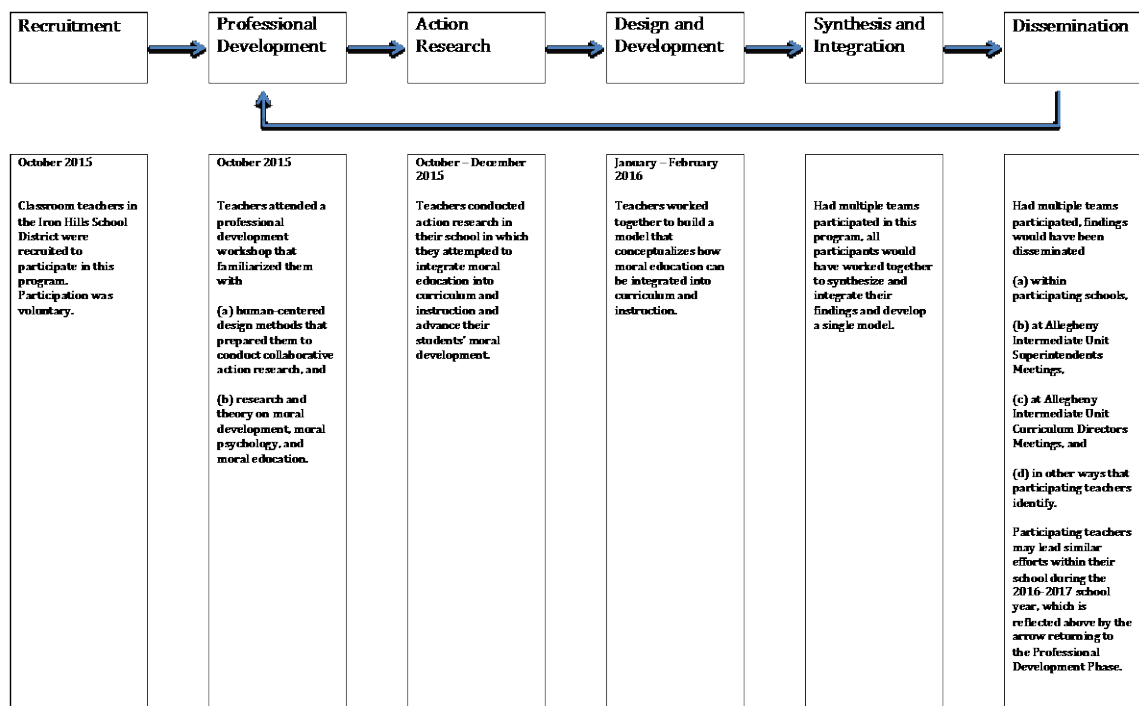 Recruitment
Professional
Development
Action
Research
Design and
Development
Synthesis and
Integration
Dissemination
October 2015
Classroom teachers in
the Iron Hills School
District were
recruited to
participate in this
program.
Participation was
voluntary.
October 2015
Teachers attended a
professional
development
workshop that
familiarized them
with
(a) human-centered
design methods that
prepared them to
conduct collaborative
action research, and
(b) research and
theory on moral
development, moral
psychology, and
moral education.
October – December
2015
Teachers conducted
action research in
their school in which
they attempted to
integrate moral
education into
curriculum and
instruction and
advance their
students’ moral
development.
January – February
2016
Teachers worked
together to build a
model that
conceptualizes how
moral education can
be integrated into
curriculum and
instruction.
Had multiple teams
participated in this
program, all
participants would
have worked together
to synthesize and
integrate their
findings and develop
a single model.
Had multiple teams
participated, findings
would have been
disseminated
(a) within
participating schools,
(b) at Allegheny
Intermediate Unit
Superintendents
Meetings,
(c) at Allegheny
Intermediate Unit
Curriculum Directors
Meetings, and
(d) in other ways that
participating teachers
identify.
Participating teachers
may lead similar
efforts within their
school during the
2016-2017 school
year, which is
reflected above by the
arrow returning to
the Professional
Development Phase.